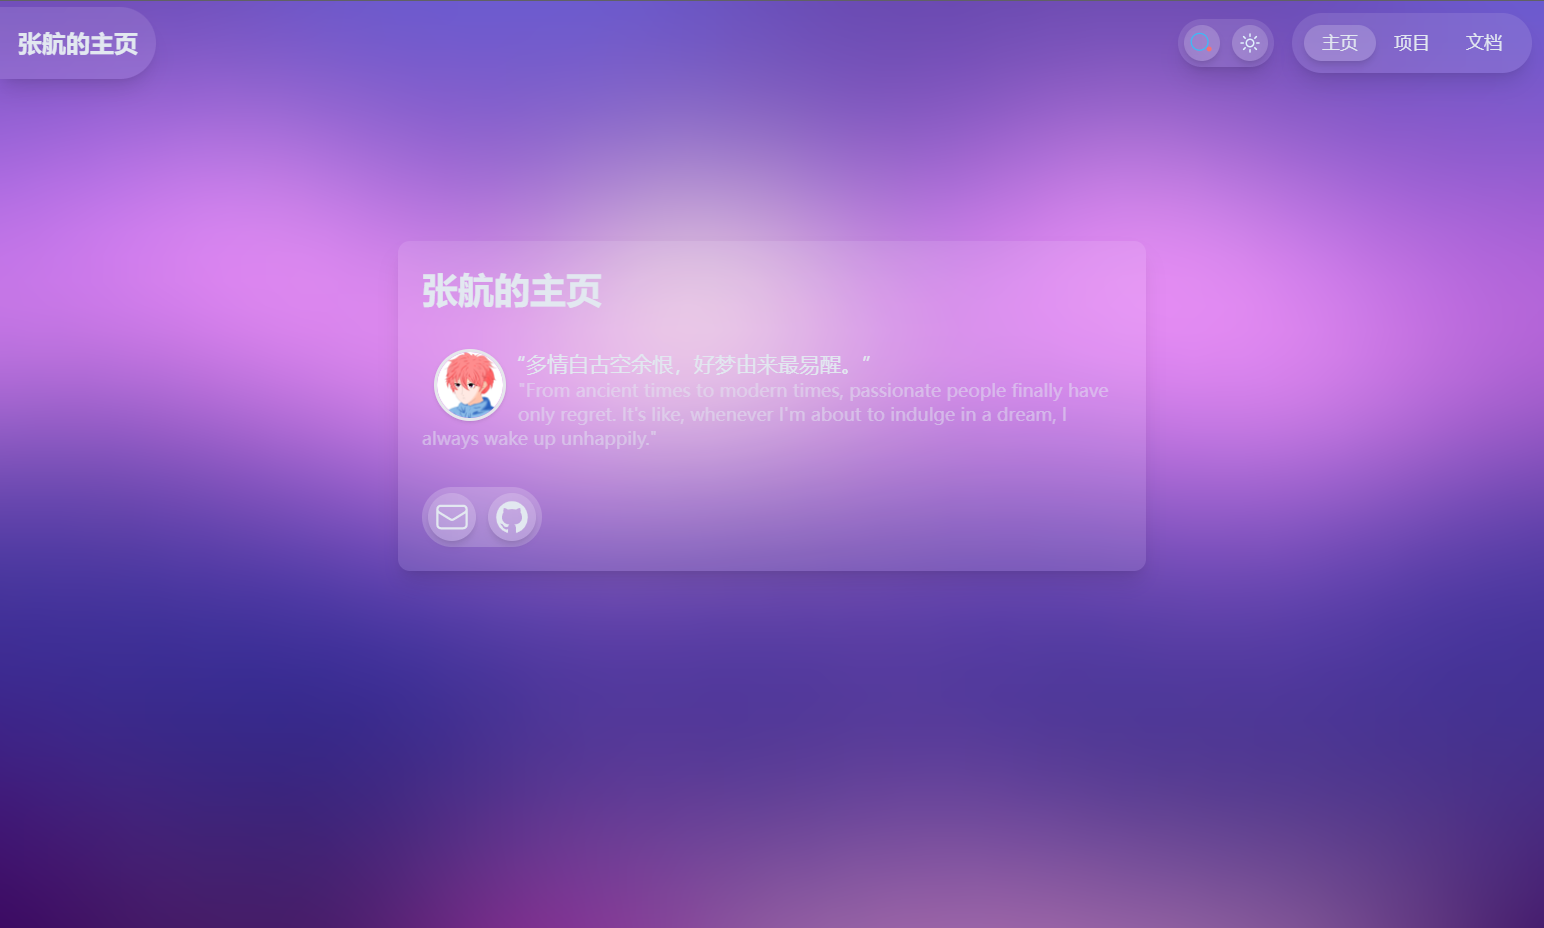 张航的主页
主页 项目 文档
张航的主页
“多情自古空余恨，好梦由来最易醒。”
"From ancient times to modern times, passionate people finally have
only regret. It's like, whenever I'm about to indulge in a dream, I
always wake up unhappily."